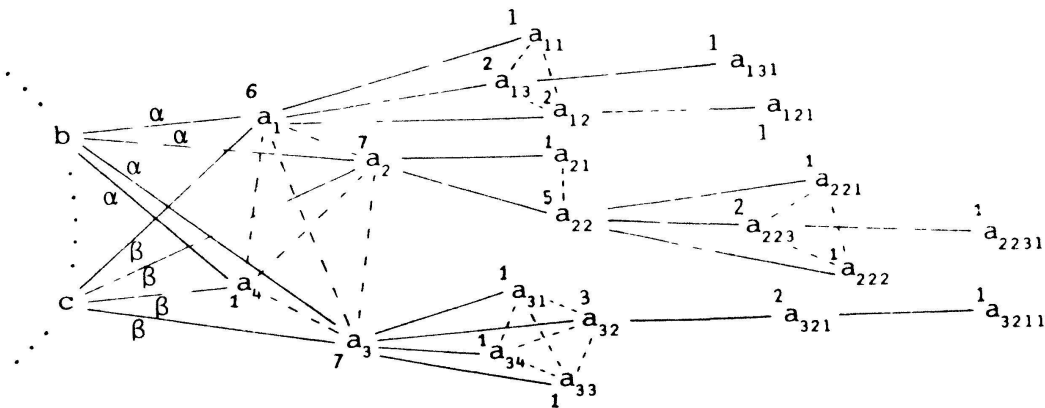 1 a₁₁
2 a₁₃ 1 a₁₃₁
6 a₁ α 2 a₁₂ a₁₂₁ 1
b α 7 a₂ 1 a₂₁
α 5 a₂₂ 1 a₂₂₁
α 2 a₂₂₃ 1 a₂₂₃₁
β 1 a₂₂₂
c β a₄ 1 1 a₃₁
β 3 a₃₂ 2 a₃₂₁ 1 a₃₂₁₁
β a₃ 7 1 a₃₄
a₃₃ 1